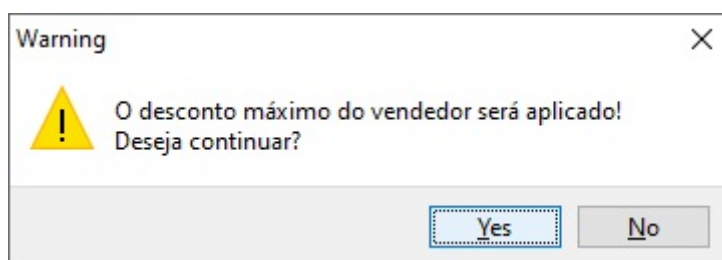 Warning
O desconto máximo do vendedor será aplicado!
Deseja continuar?
Yes
No